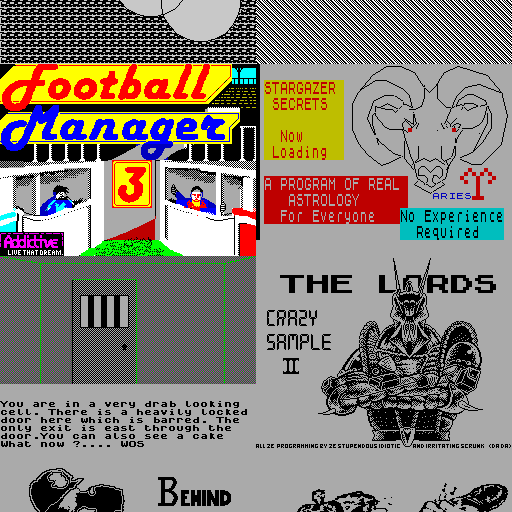 Football
Manager
3
Addictive
LIVE THAT DREAM.
STARGAZER
SECRETS
Now
Loading
ARIES
A PROGRAM OF REAL
ASTROLOGY
For Everyone
No Experience
Required
You are in a very drab looking
cell. There is a heavily locked
door here which is barred. The
only exit is east through the
door.You can also see a cake
What now ?.... WOS
THE LORDS
CRAZY
SAMPLE
II
ALL ZE PROGRAMMING BY ZE STUPENDOUS IDIOTIC AND IRRITATING SCRUNK (DADA)
BEHIND